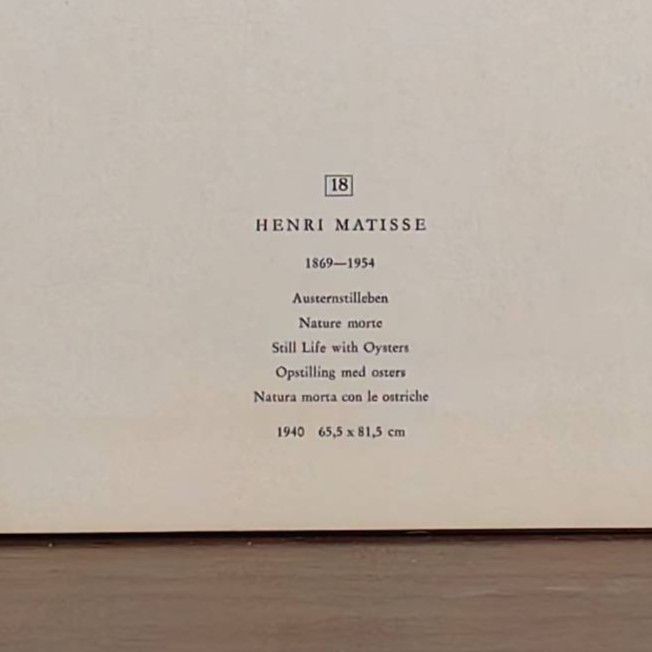 18
HENRI MATISSE
1869—1954
Austernstilleben
Nature morte
Still Life with Oysters
Opstilling med osters
Natura morta con le ostriche
1940 65,5 x 81,5 cm